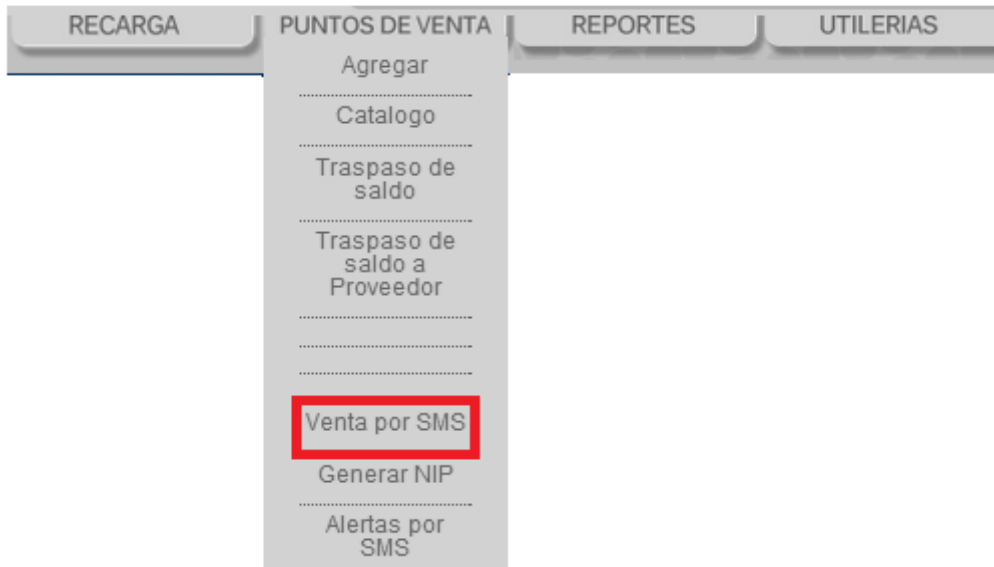 RECARGA PUNTOS DE VENTA REPORTES UTILERIAS
Agregar
Catalogo
Traspaso de
saldo
Traspaso de
saldo a
Proveedor
Venta por SMS
Generar NIP
Alertas por
SMS